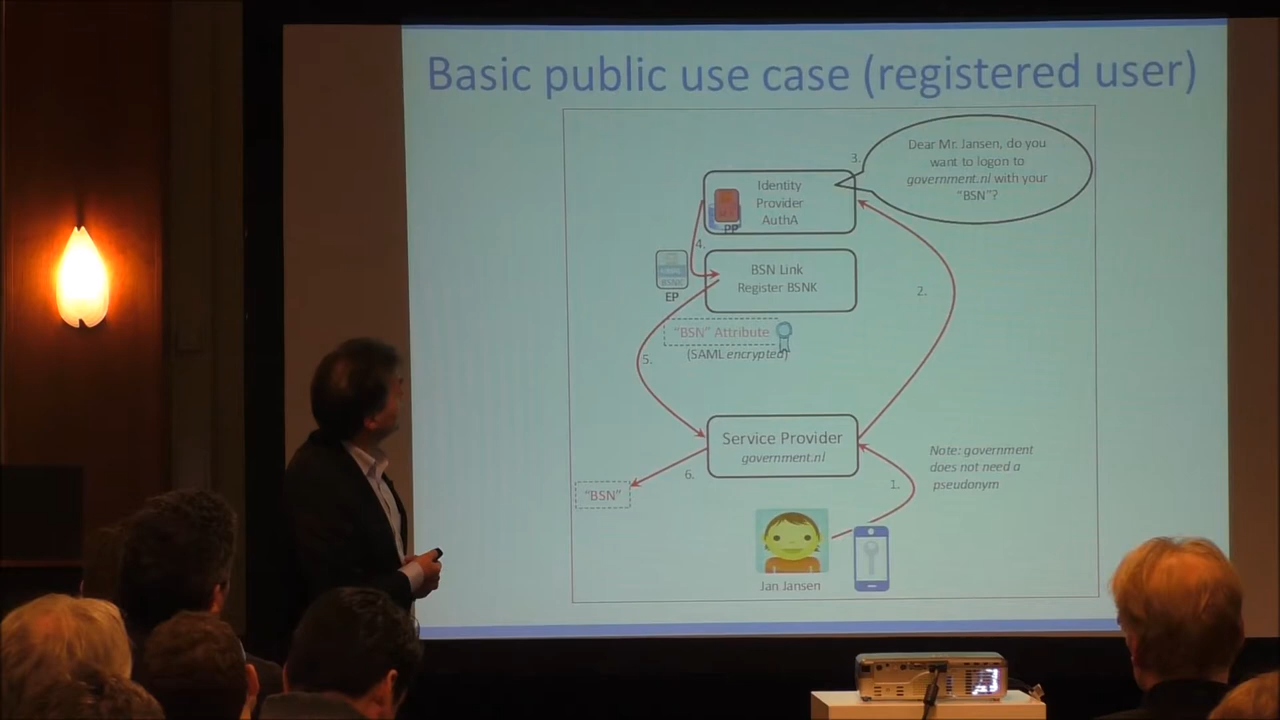 Basic public use case (registered user)
3.
Dear Mr. Jansen, do you
want to logon to
government.nl with your
"BSN"?
Identity
Provider
AuthA
PP
4.
EP
BSN Link
Register BSNK
2.
"BSN" Attribute
(SAML encrypted)
5.
Service Provider
government.nl
6.
"BSN"
1.
Note: government
does not need a
pseudonym
Jan Jansen